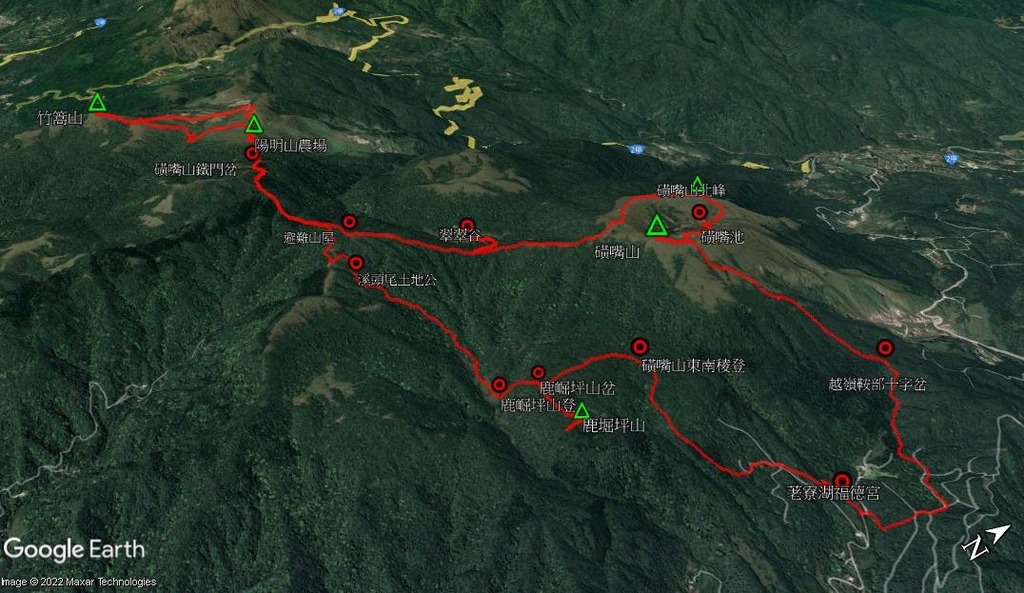 2甲
2甲
竹篙山
陽明山農場
磺嘴山鐵門岔
2甲
2甲
磺嘴山北峰
避難山屋
翠翠谷
磺嘴山
磺嘴池
溪頭尾土地公
磺嘴山東南稜登
鹿崛坪山岔
越嶺鞍部十字岔
鹿崛坪山登
鹿堀坪山
荖寮湖福德宮
Google Earth
N
Image © 2022 Maxar Technologies